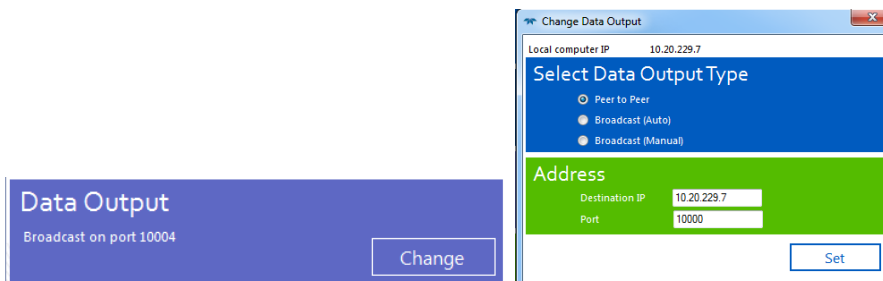 Data Output
Broadcast on port 10004
Change
Change Data Output
Local computer IP 10.20.229.7
Select Data Output Type
Peer to Peer
Broadcast (Auto)
Broadcast (Manual)
Address
Destination IP 10.20.229.7
Port 10000
Set